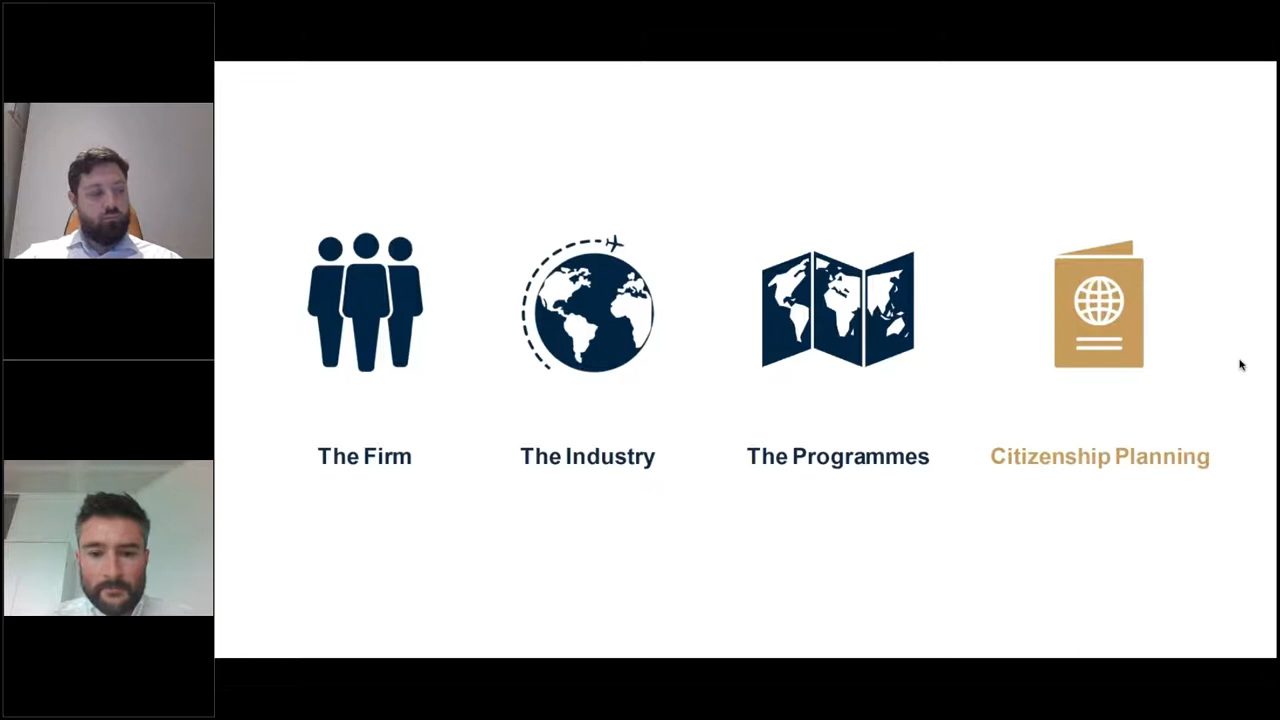 The Firm
The Industry
The Programmes
Citizenship Planning